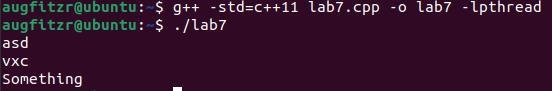 augfitzr@ubuntu:~$ g++ -std=c++11 lab7.cpp -o lab7 -lpthread
augfitzr@ubuntu:~$ ./lab7
asd
vxc
Something